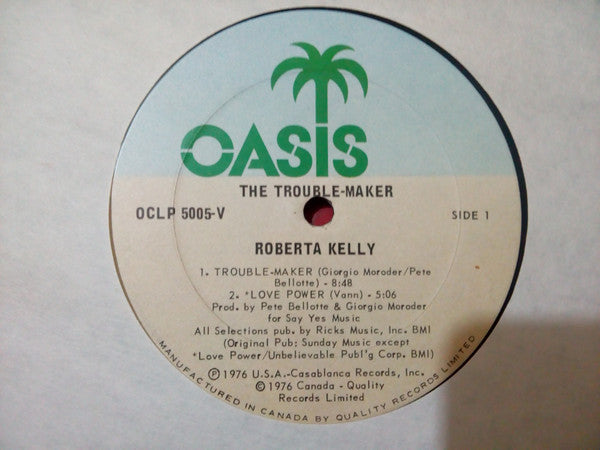 OASIS
THE TROUBLE-MAKER
OCLP 5005-V
SIDE 1
ROBERTA KELLY
1. TROUBLE-MAKER (Giorgio Moroder/Pete
Bellotte) - 8:48
2. *LOVE POWER (Vann) - 5:06
Prod. by Pete Bellotte & Giorgio Moroder
for Say Yes Music
All Selections pub. by Ricks Music, Inc. BMI
(Original Pub: Sunday Music except
*Love Power/Unbelievable Publ'g Corp. BMI)
℗ 1976 U.S.A.-Casablanca Records, Inc.
© 1976 Canada - Quality
Records Limited
MANUFACTURED IN CANADA BY QUALITY RECORDS LIMITED